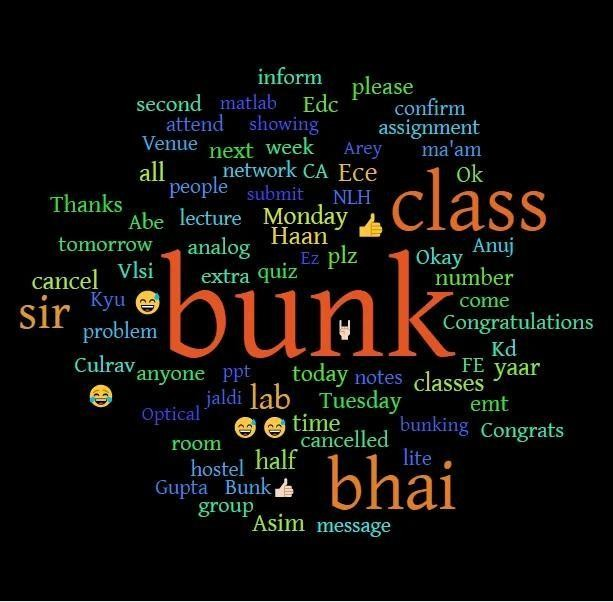 inform
please
second matlab Edc confirm
attend showing assignment
Venue next week Arey ma'am
all network CA Ece Ok
people submit NLH class
Thanks Abe lecture Monday 👍
tomorrow analog Haan plz Okay Anuj
Vlsi extra quiz Ez number
cancel Kyu 😅 bunk come
sir problem 🤘🏻 Congratulations
Kd
Culrav anyone ppt today notes FE yaar
😂 jaldi lab Tuesday classes emt
Optical 😅 😅 time bunking Congrats
room cancelled
hostel half lite
Gupta Bunk👍🏻 bhai
group
Asim message